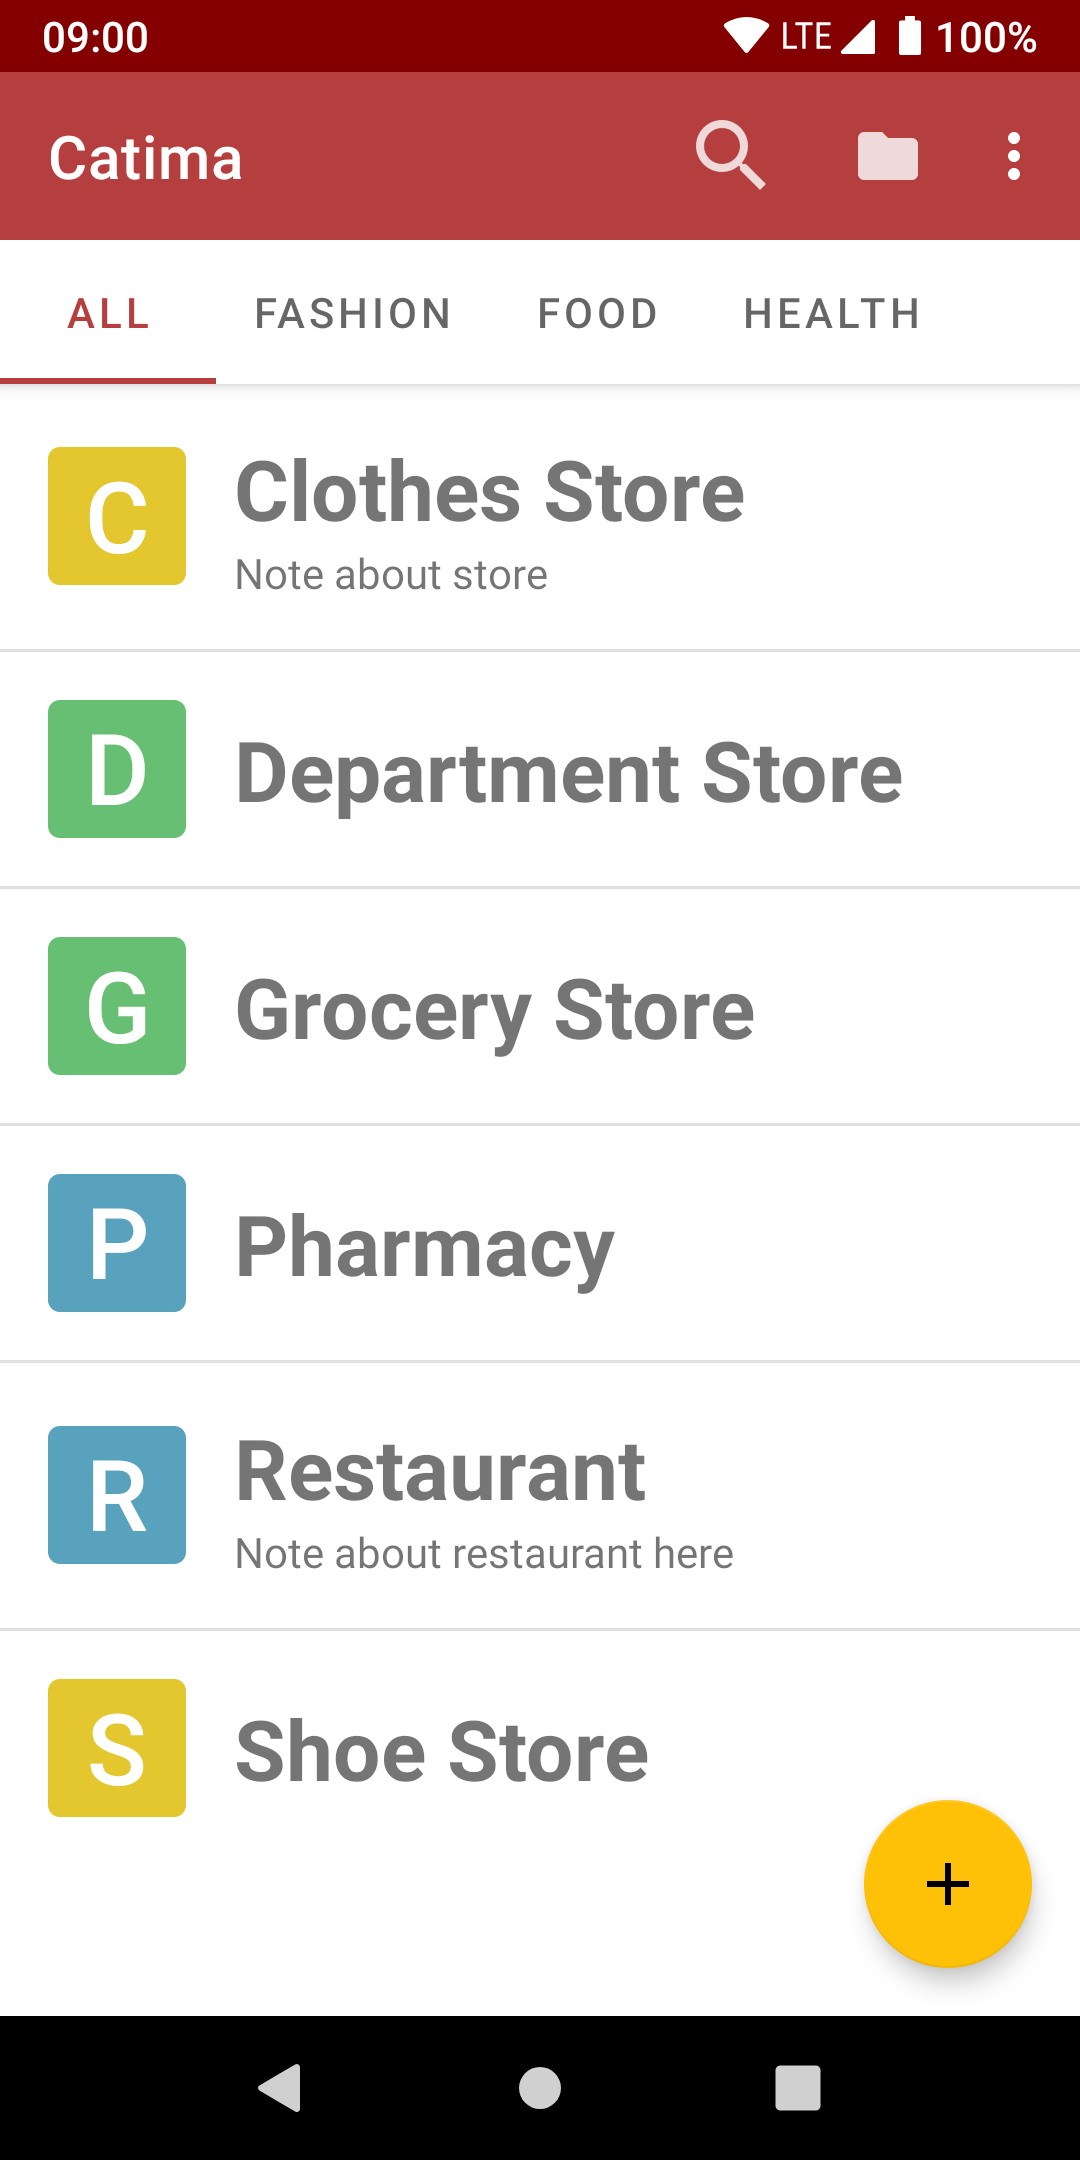 09:00 LTE 100%
Catima
ALL FASHION FOOD HEALTH
C
Clothes Store
Note about store
D
Department Store
G
Grocery Store
P
Pharmacy
R
Restaurant
Note about restaurant here
S
Shoe Store
+